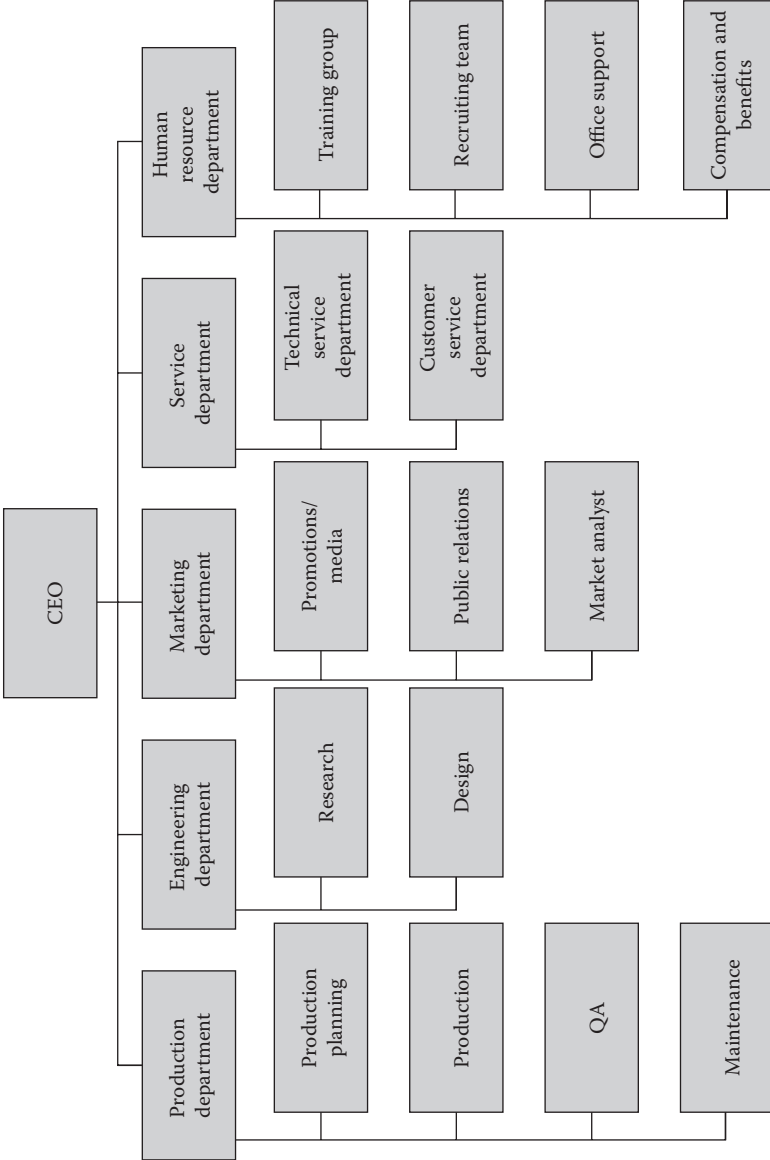 CEO
Production
department
Engineering
department
Marketing
department
Service
department
Human
resource
department
Production
planning
Research
Promotions/
media
Technical
service
department
Training group
Production
Design
Public relations
Customer
service
department
Recruiting team
QA
Market analyst
Office support
Maintenance
Compensation and
benefits